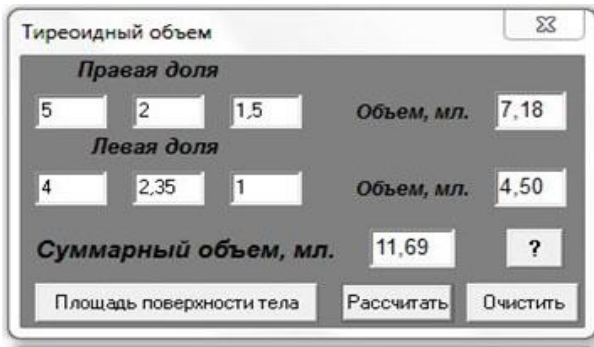 Тиреоидный объем
Правая доля
5 2 1,5 Объем, мл. 7,18
Левая доля
4 2,35 1 Объем, мл. 4,50
Суммарный объем, мл. 11,69 ?
Площадь поверхности тела Рассчитать Очистить